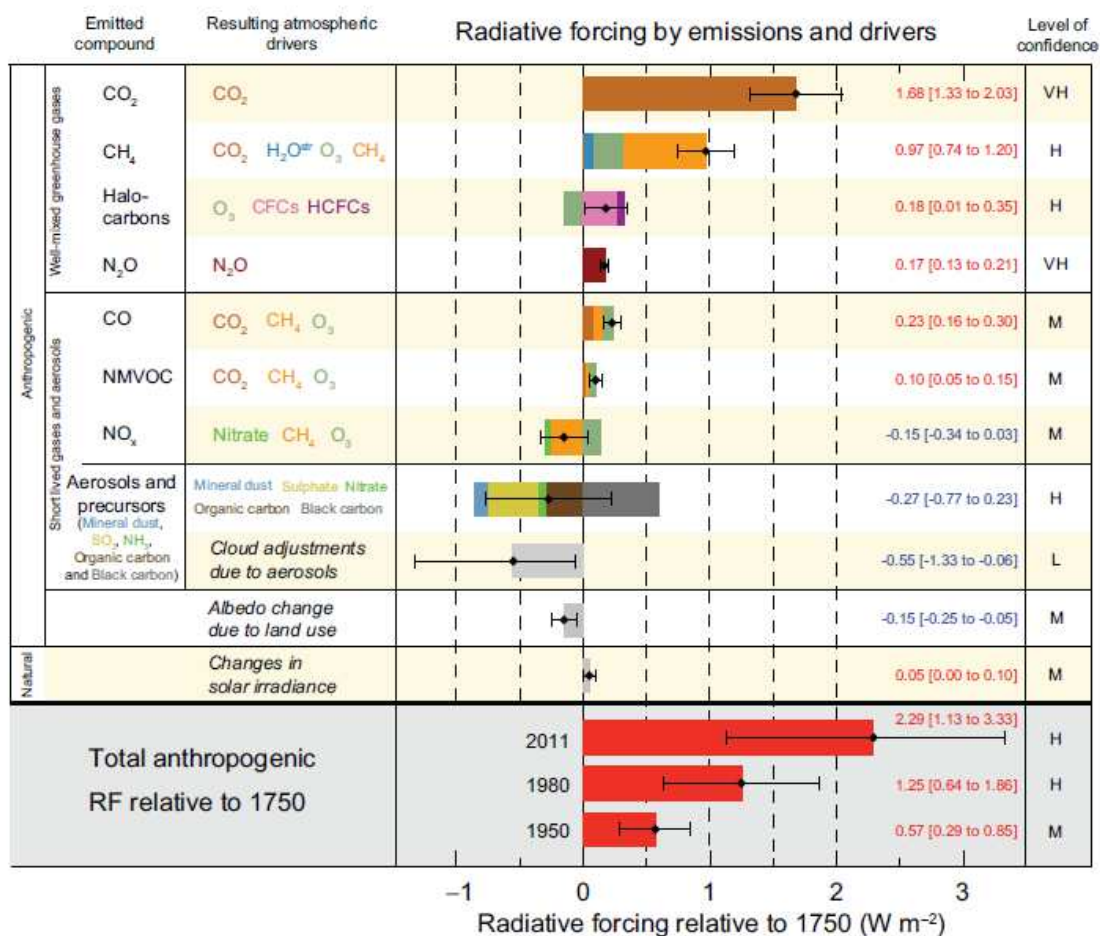 Emitted compound
Resulting atmospheric drivers
Radiative forcing by emissions and drivers
Level of confidence
Anthropogenic
Well-mixed greenhouse gases
CO₂
CO₂
1.68 [1.33 to 2.03]
VH
CH₄
CO₂ H₂Oˢᵗʳ O₃ CH₄
0.97 [0.74 to 1.20]
H
Halo-
carbons
O₃ CFCs HCFCs
0.18 [0.01 to 0.35]
H
N₂O
N₂O
0.17 [0.13 to 0.21]
VH
Short lived gases and aerosols
CO
CO₂ CH₄ O₃
0.23 [0.16 to 0.30]
M
NMVOC
CO₂ CH₄ O₃
0.10 [0.05 to 0.15]
M
NOₓ
Nitrate CH₄ O₃
-0.15 [-0.34 to 0.03]
M
Aerosols and
precursors
(Mineral dust,
SO₂, NH₃,
Organic carbon
and Black carbon)
Mineral dust Sulphate Nitrate
Organic carbon Black carbon
-0.27 [-0.77 to 0.23]
H
Cloud adjustments
due to aerosols
-0.55 [-1.33 to -0.06]
L
Albedo change
due to land use
-0.15 [-0.25 to -0.05]
M
Natural
Changes in
solar irradiance
0.05 [0.00 to 0.10]
M
Total anthropogenic
RF relative to 1750
2011
2.29 [1.13 to 3.33]
H
1980
1.25 [0.64 to 1.86]
H
1950
0.57 [0.29 to 0.85]
M
−1 0 1 2 3
Radiative forcing relative to 1750 (W m⁻²)